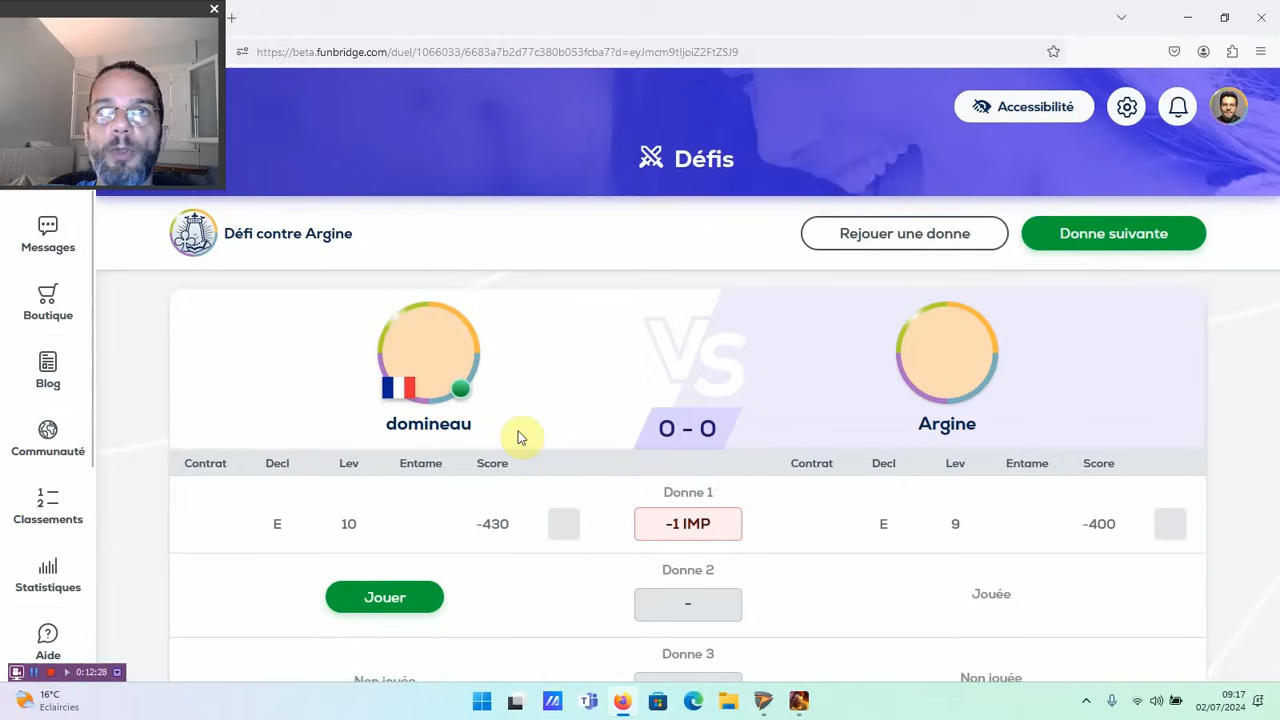 https://beta.funbridge.com/duel/1066033/6683a7b2d77c380b053fcba7?d=eyJmcm9tIjoiZ2FtZSJ9
Accessibilité
Défis
Messages
Boutique
Blog
Communauté
Classements
Statistiques
Aide
Défi contre Argine
Rejouer une donne
Donne suivante
VS
domineau
0 - 0
Argine
Contrat Decl Lev Entame Score
Contrat Decl Lev Entame Score
Donne 1
E 10 -430 -1 IMP E 9 -400
Donne 2
Jouer - Jouée
Donne 3
Non jouée Non jouée
0:12:28
16°C
Eclaircies
09:17
02/07/2024